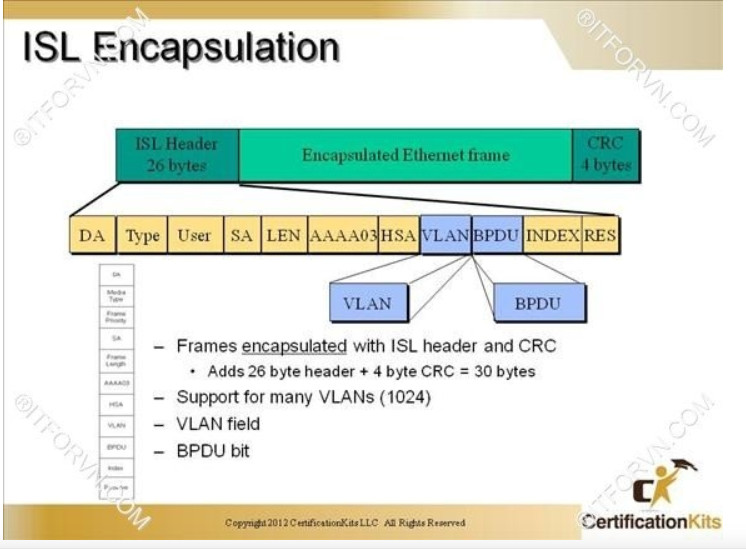 ISL Encapsulation
®ITFORVN.COM
®ITFORVN.COM
ISL Header
26 bytes
Encapsulated Ethernet frame
CRC
4 bytes
DA Type User SA LEN AAAA03 HSA VLAN BPDU INDEX RES
VLAN
BPDU
DA
Media
Type
Frame
Priority
SA
Frame
Length
AAAA03
HSA
VLAN
BPDU
Index
– Frames encapsulated with ISL header and CRC
• Adds 26 byte header + 4 byte CRC = 30 bytes
– Support for many VLANs (1024)
– VLAN field
– BPDU bit
®ITFORVN.COM
®ITFORVN.COM
Copyright 2012 CertificationKits LLC All Rights Reserved
CK
CertificationKits